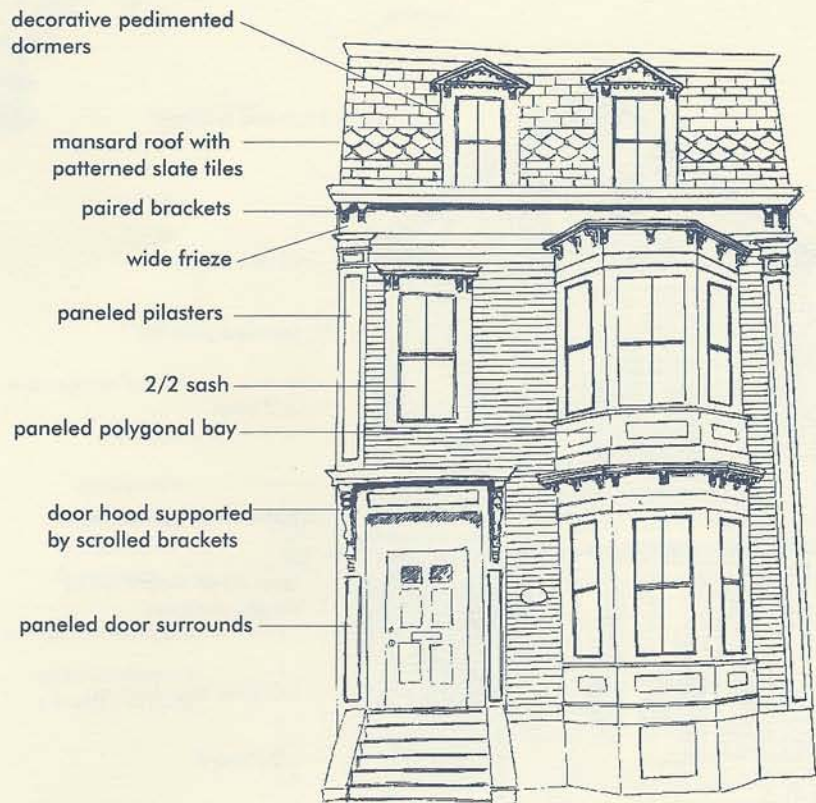 decorative pedimented
dormers
mansard roof with
patterned slate tiles
paired brackets
wide frieze
paneled pilasters
2/2 sash
paneled polygonal bay
door hood supported
by scrolled brackets
paneled door surrounds